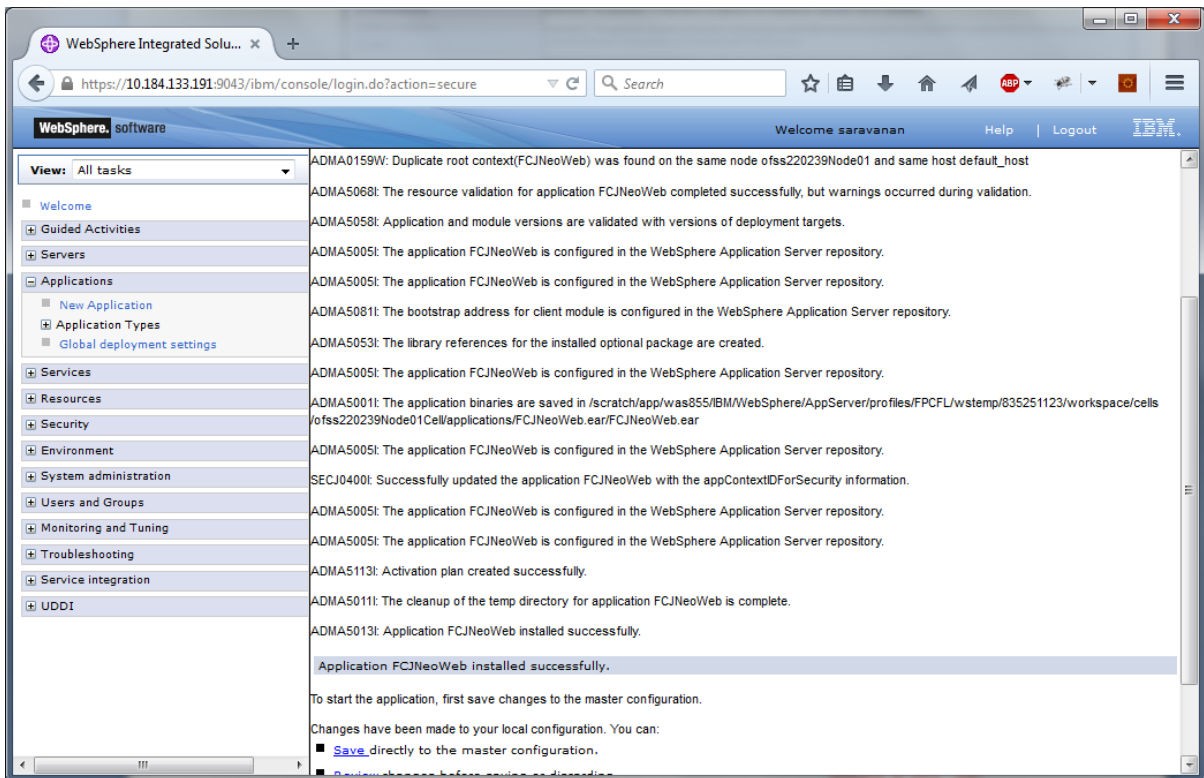 WebSphere Integrated Solu...
https://10.184.133.191:9043/ibm/console/login.do?action=secure
Search
ABP
WebSphere. software
Welcome saravanan
Help | Logout
IBM.
View: All tasks
Welcome
Guided Activities
Servers
Applications
New Application
Application Types
Global deployment settings
Services
Resources
Security
Environment
System administration
Users and Groups
Monitoring and Tuning
Troubleshooting
Service integration
UDDI
ADMA0159W: Duplicate root context(FCJNeoWeb) was found on the same node ofss220239Node01 and same host default_host
ADMA5068I: The resource validation for application FCJNeoWeb completed successfully, but warnings occurred during validation.
ADMA5058I: Application and module versions are validated with versions of deployment targets.
ADMA5005I: The application FCJNeoWeb is configured in the WebSphere Application Server repository.
ADMA5005I: The application FCJNeoWeb is configured in the WebSphere Application Server repository.
ADMA5081I: The bootstrap address for client module is configured in the WebSphere Application Server repository.
ADMA5053I: The library references for the installed optional package are created.
ADMA5005I: The application FCJNeoWeb is configured in the WebSphere Application Server repository.
ADMA5001I: The application binaries are saved in /scratch/app/was855/IBM/WebSphere/AppServer/profiles/FPCFL/wstemp/835251123/workspace/cells
/ofss220239Node01Cell/applications/FCJNeoWeb.ear/FCJNeoWeb.ear
ADMA5005I: The application FCJNeoWeb is configured in the WebSphere Application Server repository.
SECJ0400I: Successfully updated the application FCJNeoWeb with the appContextIDForSecurity information.
ADMA5005I: The application FCJNeoWeb is configured in the WebSphere Application Server repository.
ADMA5005I: The application FCJNeoWeb is configured in the WebSphere Application Server repository.
ADMA5113I: Activation plan created successfully.
ADMA5011I: The cleanup of the temp directory for application FCJNeoWeb is complete.
ADMA5013I: Application FCJNeoWeb installed successfully.
Application FCJNeoWeb installed successfully.
To start the application, first save changes to the master configuration.
Changes have been made to your local configuration. You can:
Save directly to the master configuration.
Review changes before saving or discarding